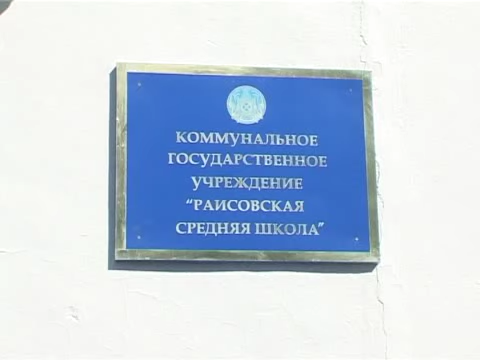 КОММУНАЛЬНОЕ
ГОСУДАРСТВЕННОЕ
УЧРЕЖДЕНИЕ
“РАИСОВСКАЯ
СРЕДНЯЯ ШКОЛА”